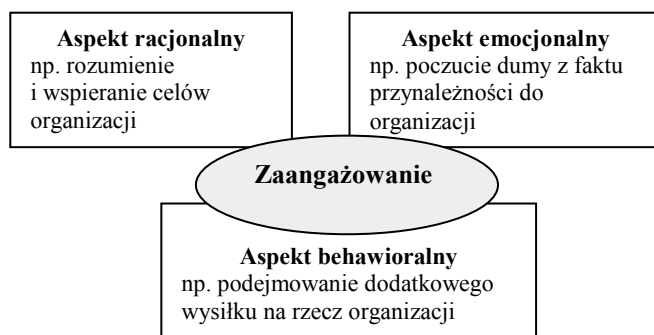 Aspekt racjonalny
np. rozumienie
i wspieranie celów
organizacji
Aspekt emocjonalny
np. poczucie dumy z faktu
przynależności do
organizacji
Zaangażowanie
Aspekt behawioralny
np. podejmowanie dodatkowego
wysiłku na rzecz organizacji